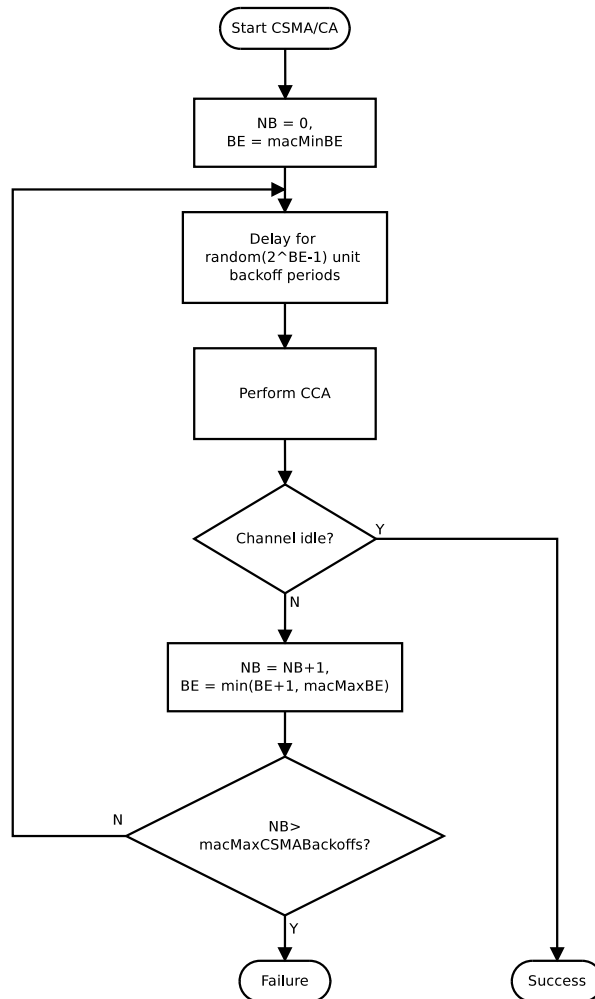 Start CSMA/CA
NB = 0,
BE = macMinBE
Delay for
random(2^BE-1) unit
backoff periods
Perform CCA
Channel idle?
Y
N
NB = NB+1,
BE = min(BE+1, macMaxBE)
N
NB>
macMaxCSMABackoffs?
Y
Failure
Success